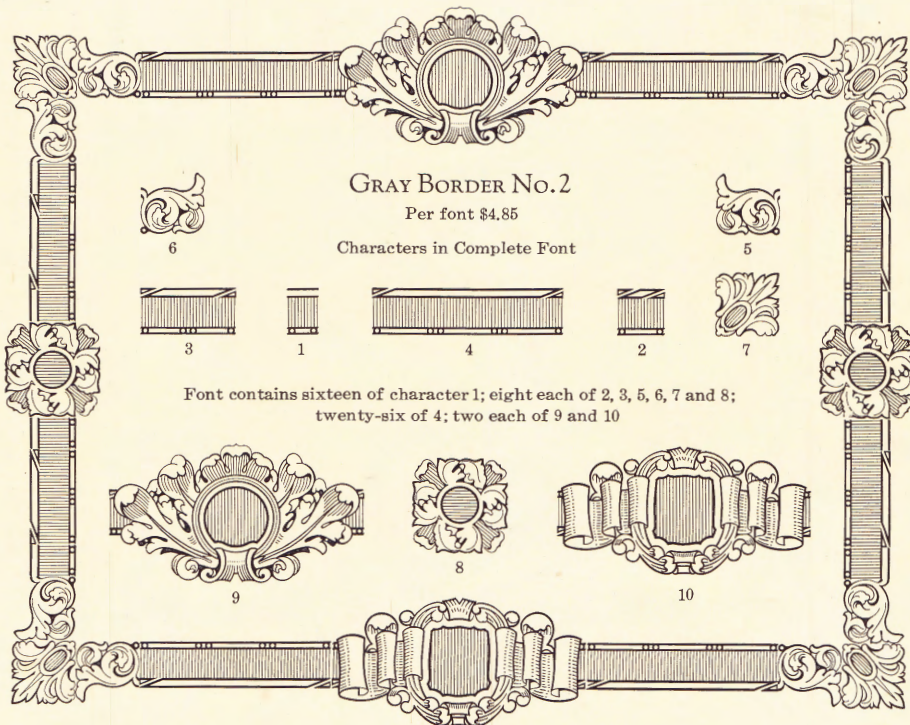 GRAY BORDER NO. 2
Per font $4.85
Characters in Complete Font
6
5
3
1
4
2
7
Font contains sixteen of character 1; eight each of 2, 3, 5, 6, 7 and 8;
twenty-six of 4; two each of 9 and 10
9
8
10